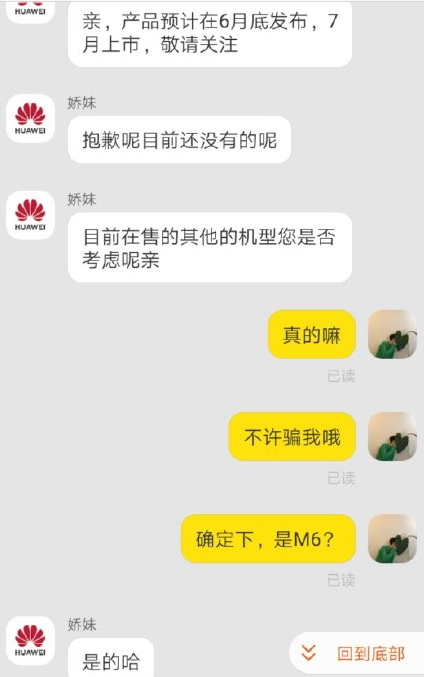 HUAWEI
亲，产品预计在6月底发布，7
月上市，敬请关注
娇妹
HUAWEI
抱歉呢目前还没有的呢
娇妹
HUAWEI
目前在售的其他的机型您是否
考虑呢亲
真的嘛
已读
不许骗我哦
已读
确定下，是M6？
已读
娇妹
HUAWEI
是的哈
回到底部